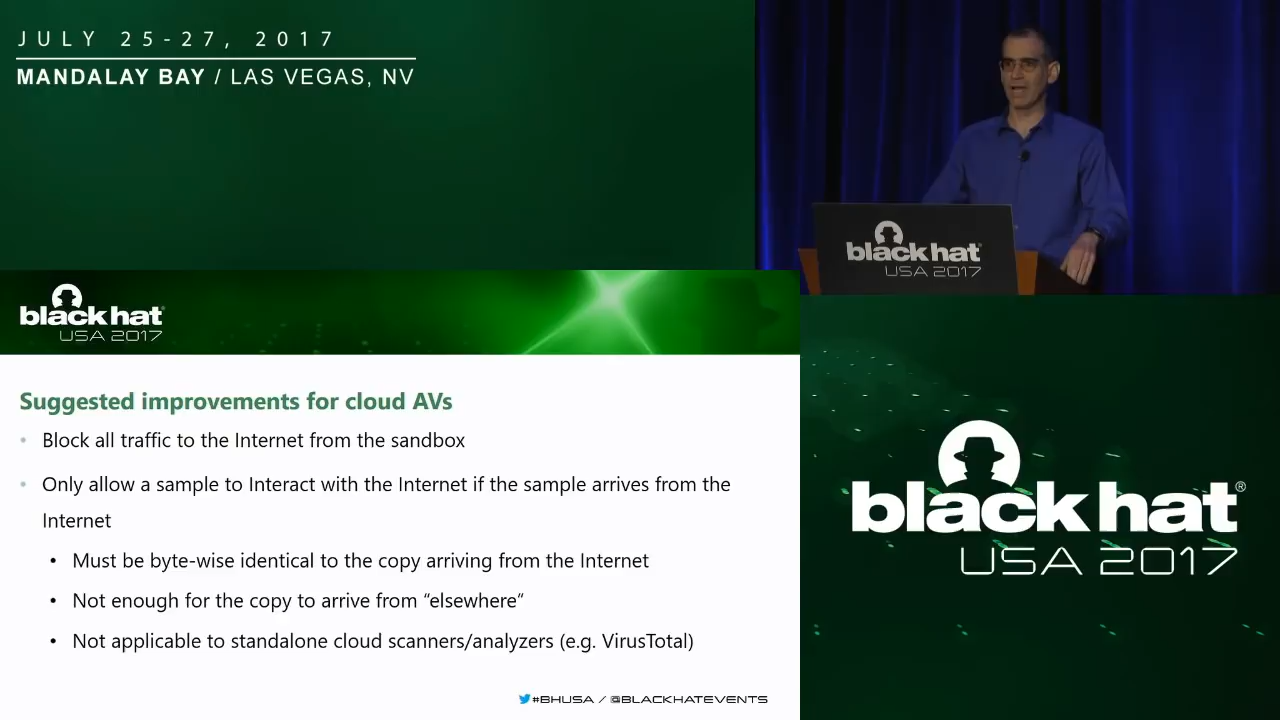 JULY 25-27, 2017
MANDALAY BAY / LAS VEGAS, NV
black hat
USA 2017
black hat
USA 2017
Suggested improvements for cloud AVs
• Block all traffic to the Internet from the sandbox
• Only allow a sample to Interact with the Internet if the sample arrives from the
Internet
• Must be byte-wise identical to the copy arriving from the Internet
• Not enough for the copy to arrive from “elsewhere“
• Not applicable to standalone cloud scanners/analyzers (e.g. VirusTotal)
#BHUSA / @BLACKHATEVENTS
black hat®
USA 2017